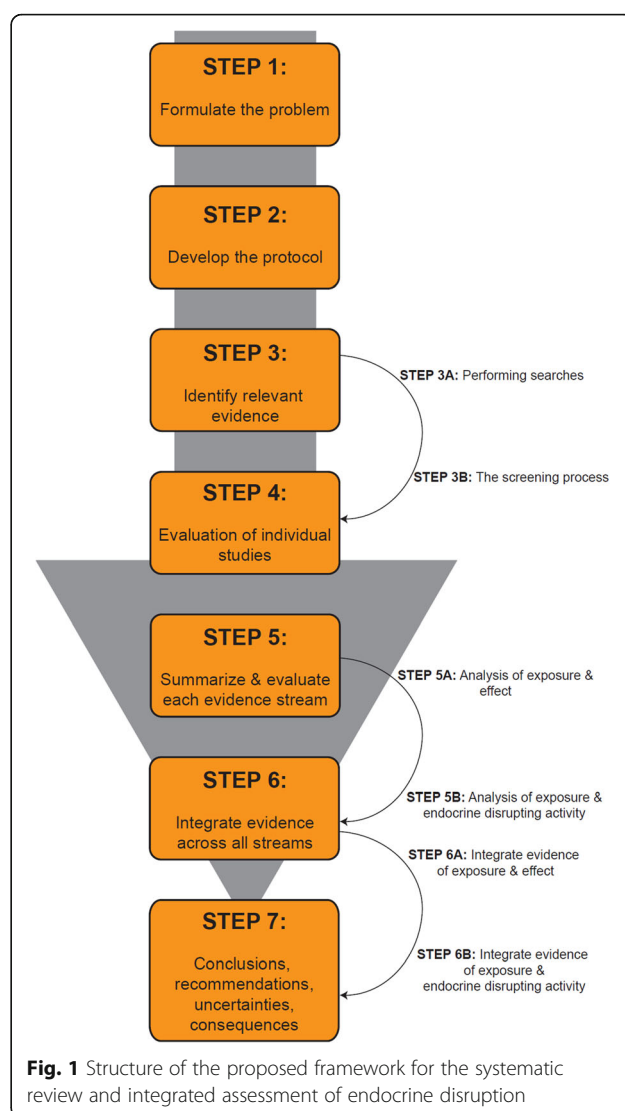 STEP 1:
Formulate the problem
STEP 2:
Develop the protocol
STEP 3:
Identify relevant
evidence
STEP 3A: Performing searches
STEP 3B: The screening process
STEP 4:
Evaluation of individual
studies
STEP 5:
Summarize & evaluate
each evidence stream
STEP 5A: Analysis of exposure &
effect
STEP 5B: Analysis of exposure &
endocrine disrupting activity
STEP 6:
Integrate evidence
across all streams
STEP 6A: Integrate evidence
of exposure & effect
STEP 6B: Integrate evidence
of exposure &
endocrine disrupting activity
STEP 7:
Conclusions,
recommendations,
uncertainties,
consequences
Fig. 1 Structure of the proposed framework for the systematic
review and integrated assessment of endocrine disruption